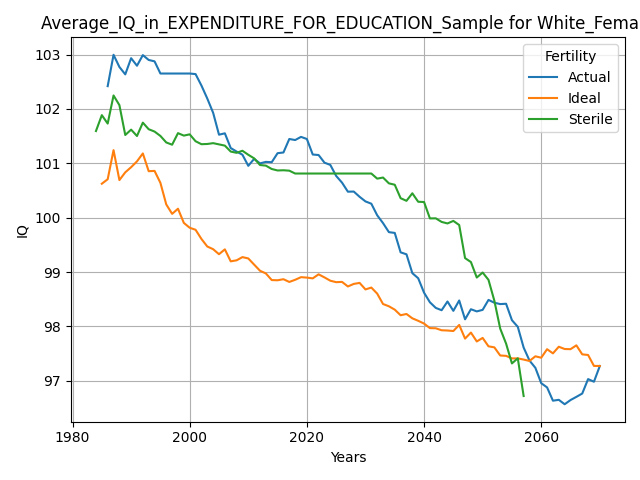 Average_IQ_in_EXPENDITURE_FOR_EDUCATION_Sample for White_Fema
Fertility
Actual
Ideal
Sterile
103
102
101
100
99
98
97
IQ
1980
2000
2020
2040
2060
Years